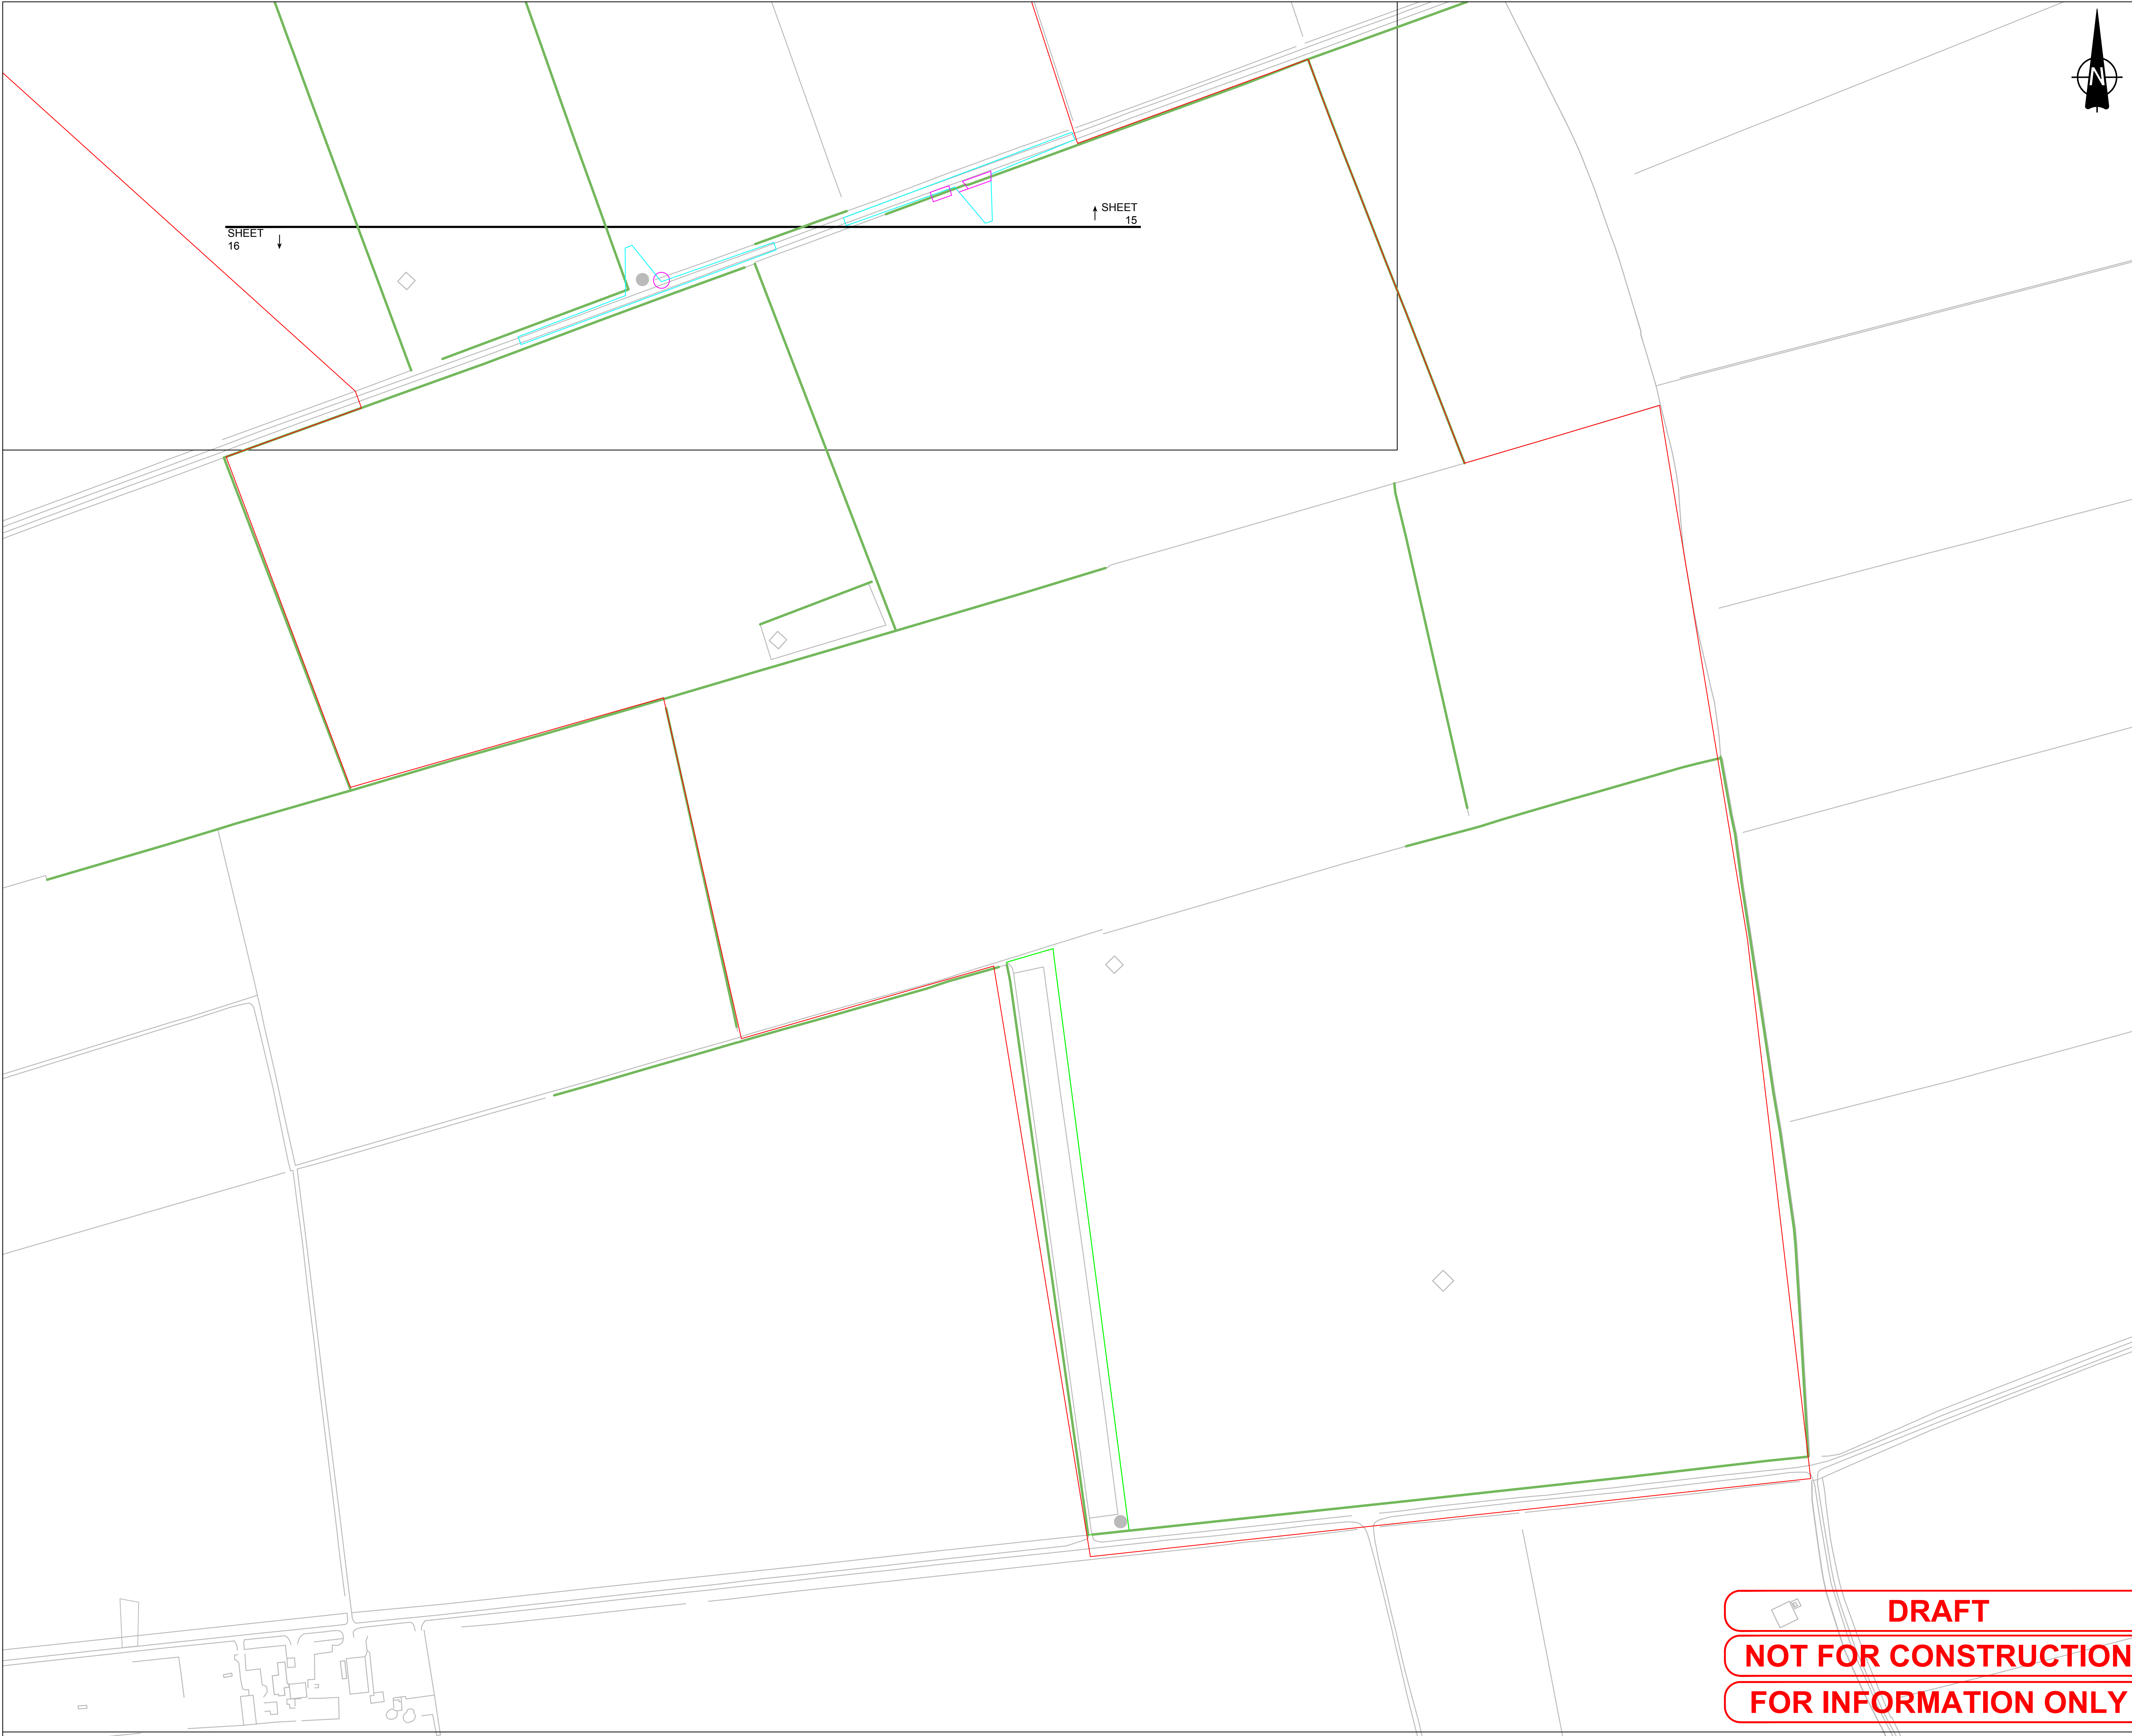 N
SHEET
15
SHEET
16
DRAFT
NOT FOR CONSTRUCTION
FOR INFORMATION ONLY